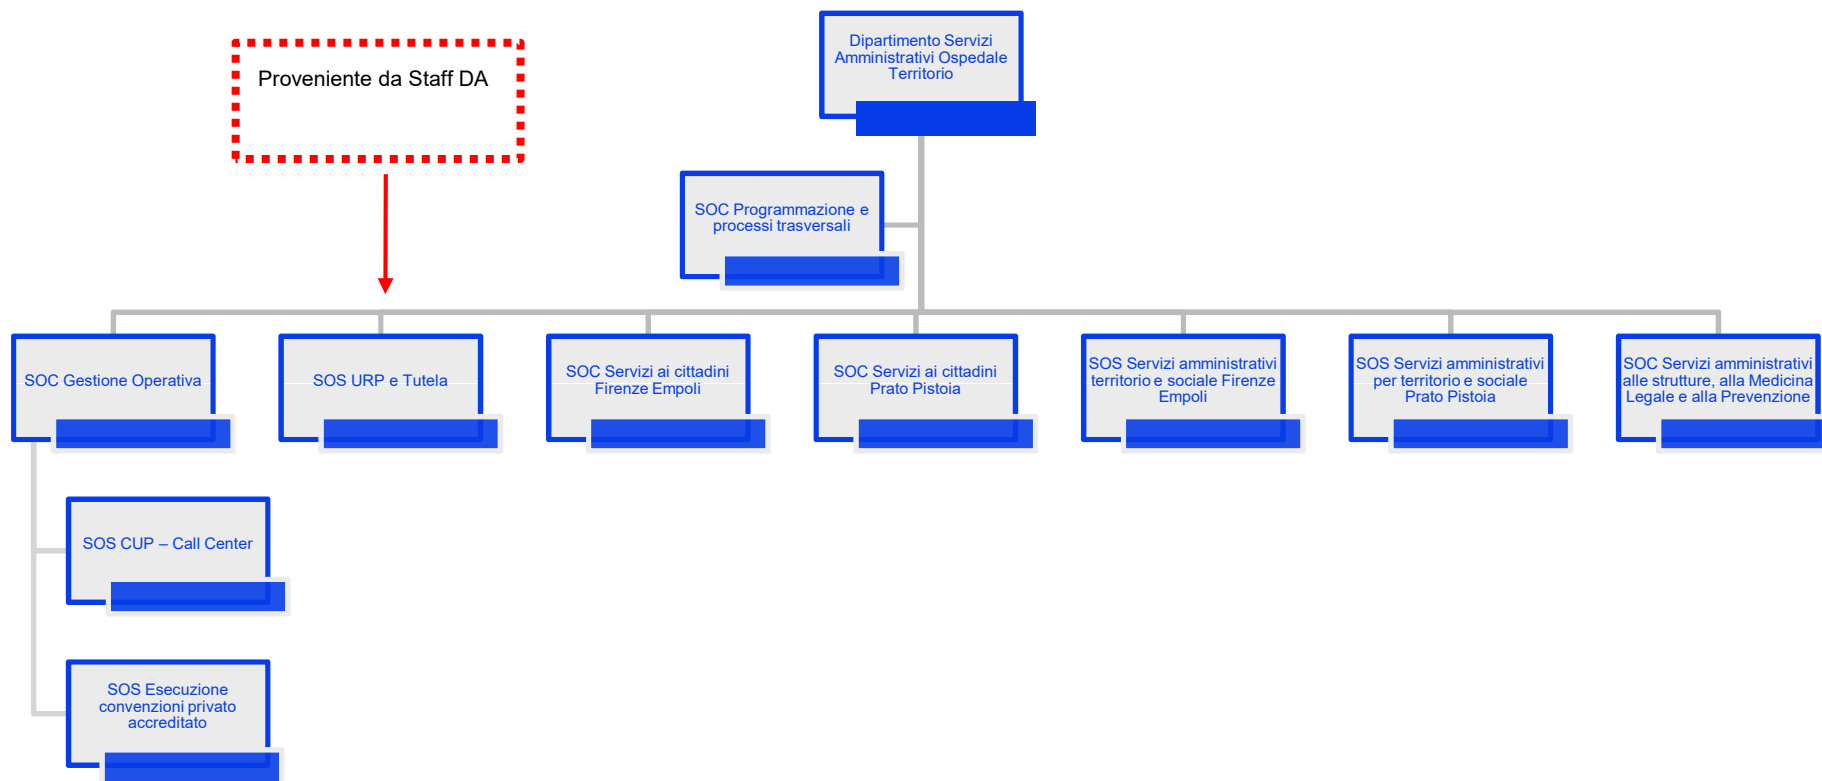 Dipartimento Servizi
Amministrativi Ospedale
Territorio
Proveniente da Staff DA
SOC Programmazione e
processi trasversali
SOC Gestione Operativa
SOS URP e Tutela
SOC Servizi ai cittadini
Firenze Empoli
SOC Servizi ai cittadini
Prato Pistoia
SOS Servizi amministrativi
territorio e sociale Firenze
Empoli
SOS Servizi amministrativi
per territorio e sociale
Prato Pistoia
SOC Servizi amministrativi
alle strutture, alla Medicina
Legale e alla Prevenzione
SOS CUP – Call Center
SOS Esecuzione
convenzioni privato
accreditato